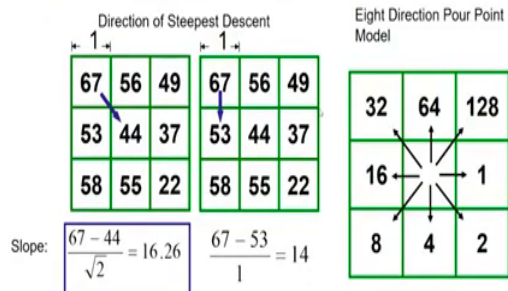 Direction of Steepest Descent
1
67 56 49
53 44 37
58 55 22
1
67 56 49
53 44 37
58 55 22
Slope:
67 − 44
√2
= 16.26
67 − 53
1
= 14
Eight Direction Pour Point
Model
32 64 128
16 1
8 4 2